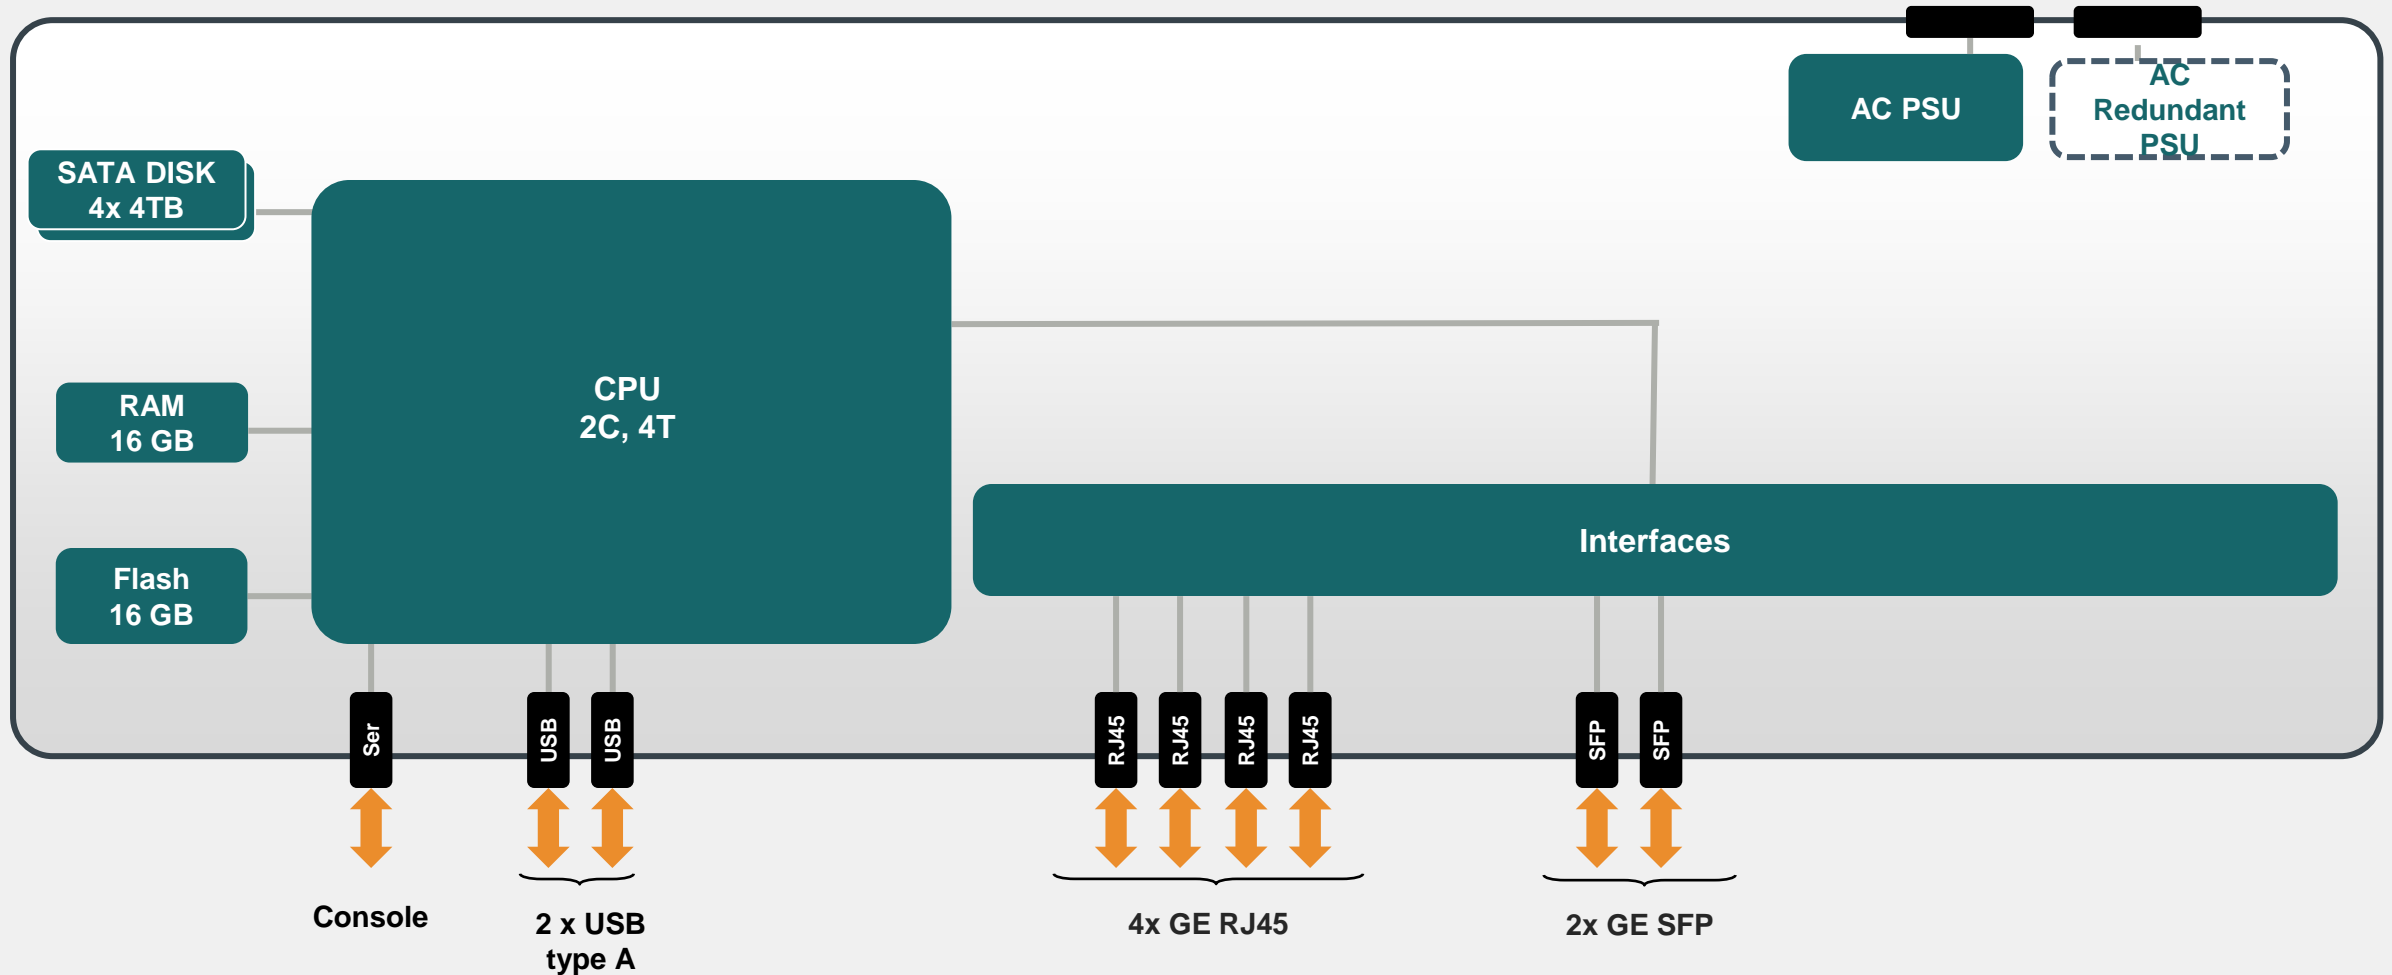 AC PSU
AC
Redundant
PSU
SATA DISK
4x 4TB
CPU
2C, 4T
RAM
16 GB
Interfaces
Flash
16 GB
Ser
USB
USB
RJ45
RJ45
RJ45
RJ45
SFP
SFP
Console
2 x USB
type A
4x GE RJ45
2x GE SFP